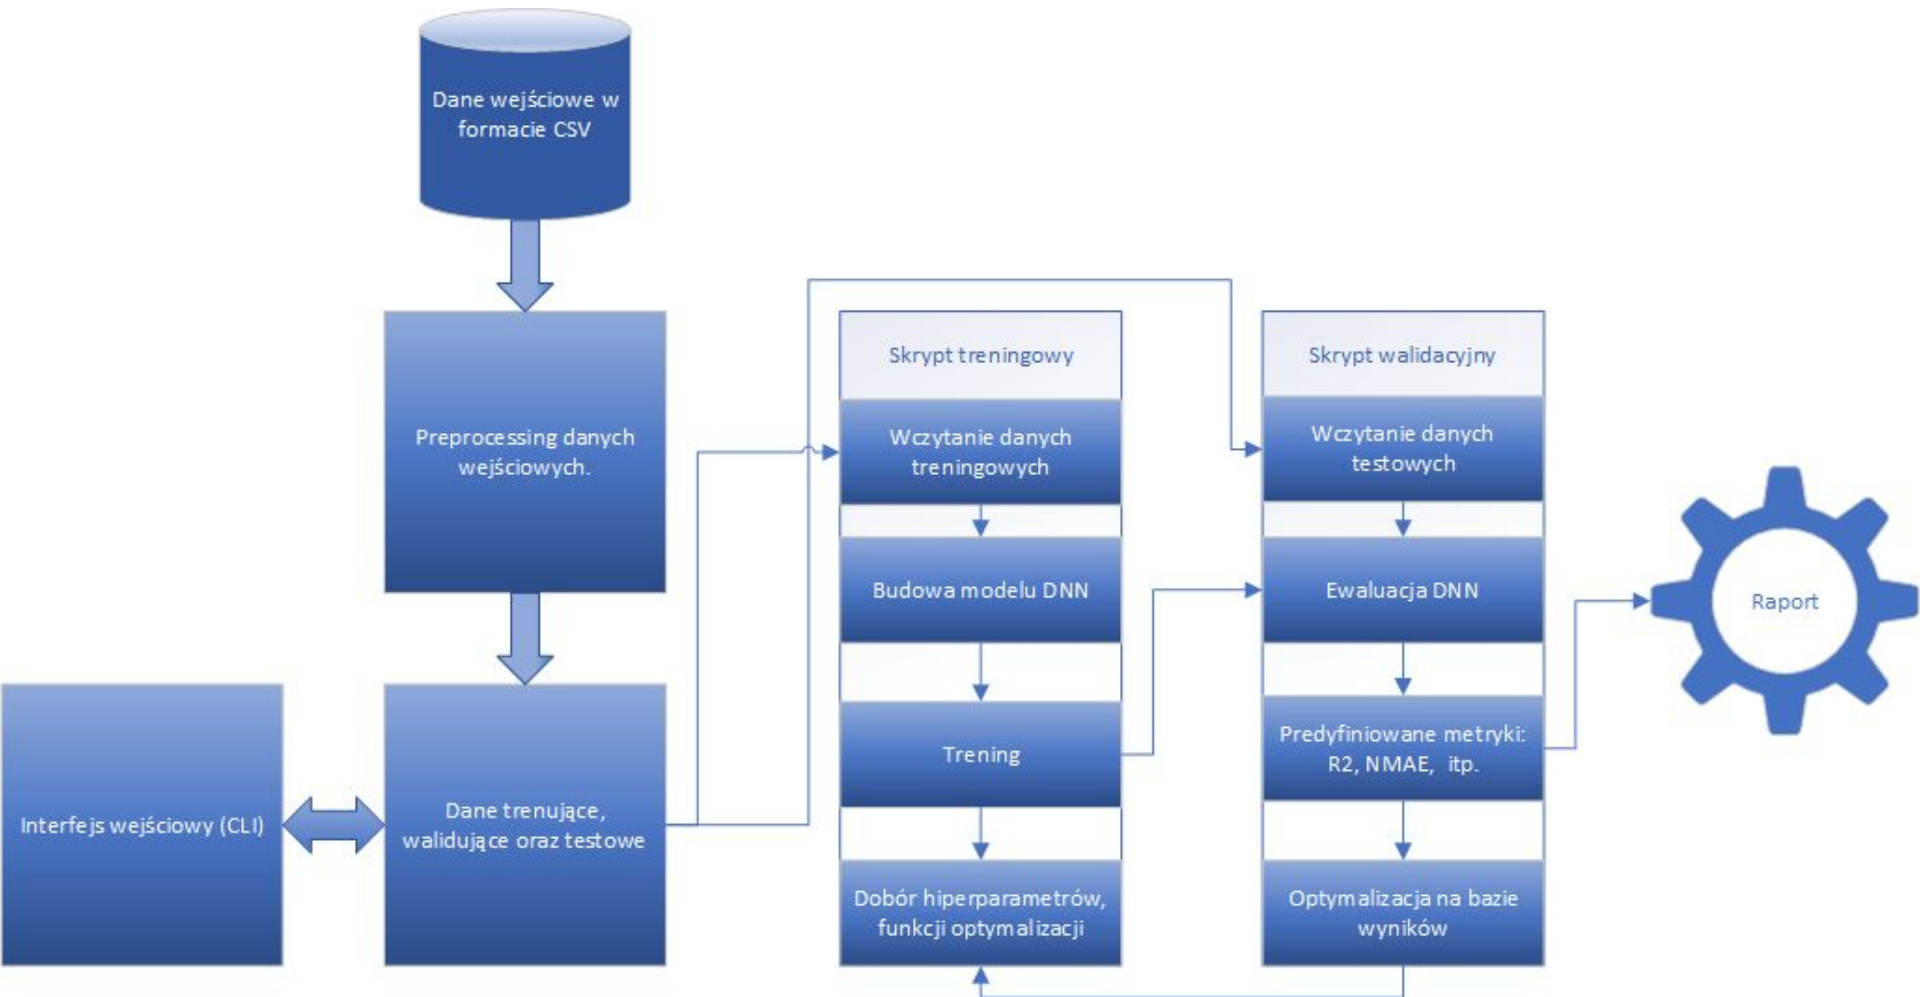 Dane wejściowe w
formacie CSV
Preprocessing danych
wejściowych.
Interfejs wejściowy (CLI)
Dane trenujące,
walidujące oraz testowe
Skrypt treningowy
Wczytanie danych
treningowych
Budowa modelu DNN
Trening
Dobór hiperparametrów,
funkcji optymalizacji
Skrypt walidacyjny
Wczytanie danych
testowych
Ewaluacja DNN
Predyfiniowane metryki:
R2, NMAE, itp.
Optymalizacja na bazie
wyników
Raport